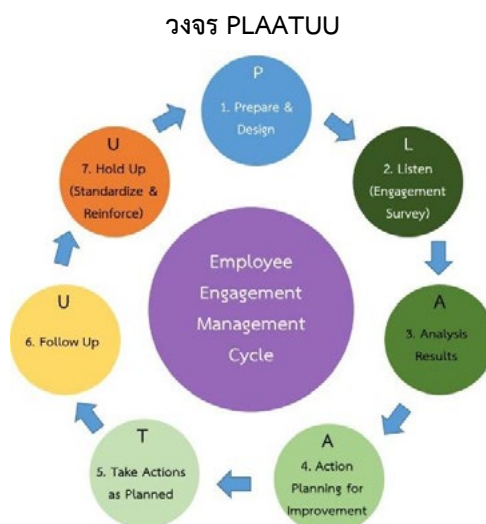 วงจร PLAATUU
P
1. Prepare &
Design
L
2. Listen
(Engagement
Survey)
A
3. Analysis
Results
A
4. Action
Planning for
Improvement
T
5. Take Actions
as Planned
U
6. Follow Up
U
7. Hold Up
(Standardize &
Reinforce)
Employee
Engagement
Management
Cycle